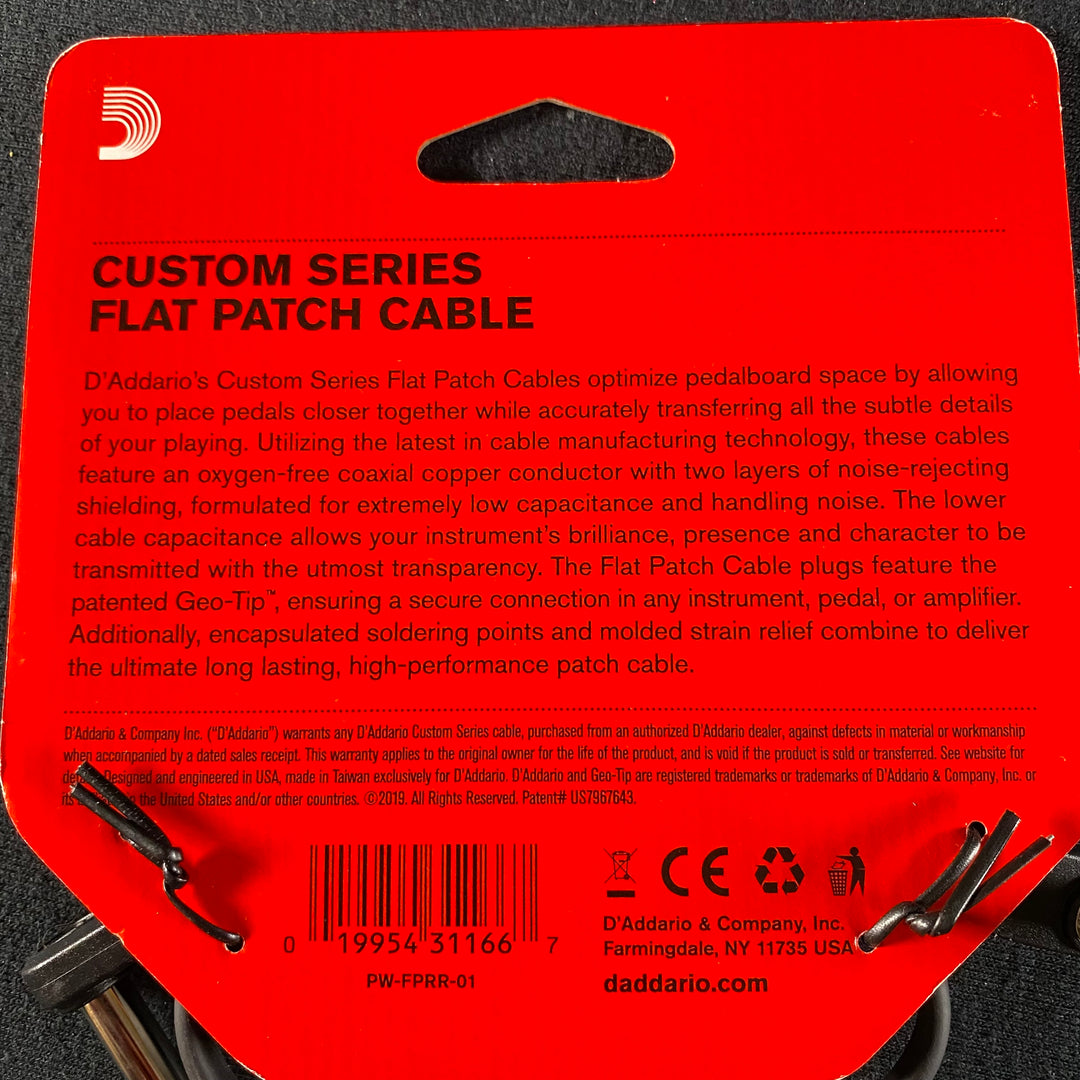 CUSTOM SERIES
FLAT PATCH CABLE
D'Addario's Custom Series Flat Patch Cables optimize pedalboard space by allowing
you to place pedals closer together while accurately transferring all the subtle details
of your playing. Utilizing the latest in cable manufacturing technology, these cables
feature an oxygen-free coaxial copper conductor with two layers of noise-rejecting
shielding, formulated for extremely low capacitance and handling noise. The lower
cable capacitance allows your instrument's brilliance, presence and character to be
transmitted with the utmost transparency. The Flat Patch Cable plugs feature the
patented Geo-Tip™, ensuring a secure connection in any instrument, pedal, or amplifier.
Additionally, encapsulated soldering points and molded strain relief combine to deliver
the ultimate long lasting, high-performance patch cable.
D'Addario & Company Inc. ("D'Addario") warrants any D'Addario Custom Series cable, purchased from an authorized D'Addario dealer, against defects in material or workmanship
when accompanied by a dated sales receipt. This warranty applies to the original owner for the life of the product, and is void if the product is sold or transferred. See website for
Designed and engineered in USA, made in Taiwan exclusively for D'Addario. D'Addario and Geo-Tip are registered trademarks or trademarks of D'Addario & Company, Inc. or
its the United States and/or other countries. ©2019. All Rights Reserved. Patent# US7967643.
0 19954 31166 7
PW-FPRR-01
CE
D'Addario & Company, Inc.
Farmingdale, NY 11735 USA
daddario.com